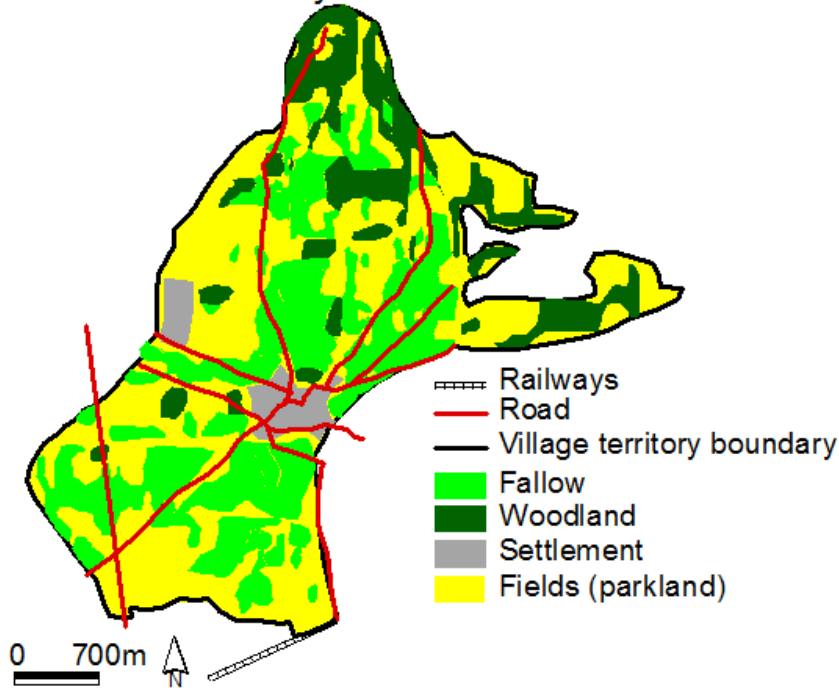 Railways
Road
Village territory boundary
Fallow
Woodland
Settlement
Fields (parkland)
0 700m
N